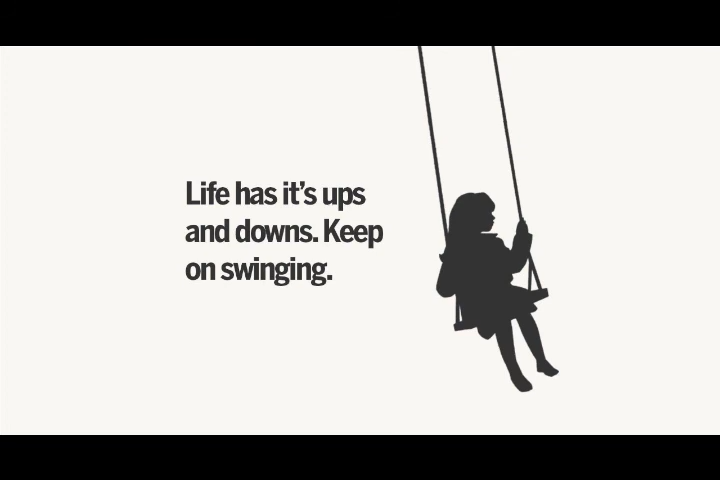 Life has it’s ups
and downs. Keep
on swinging.